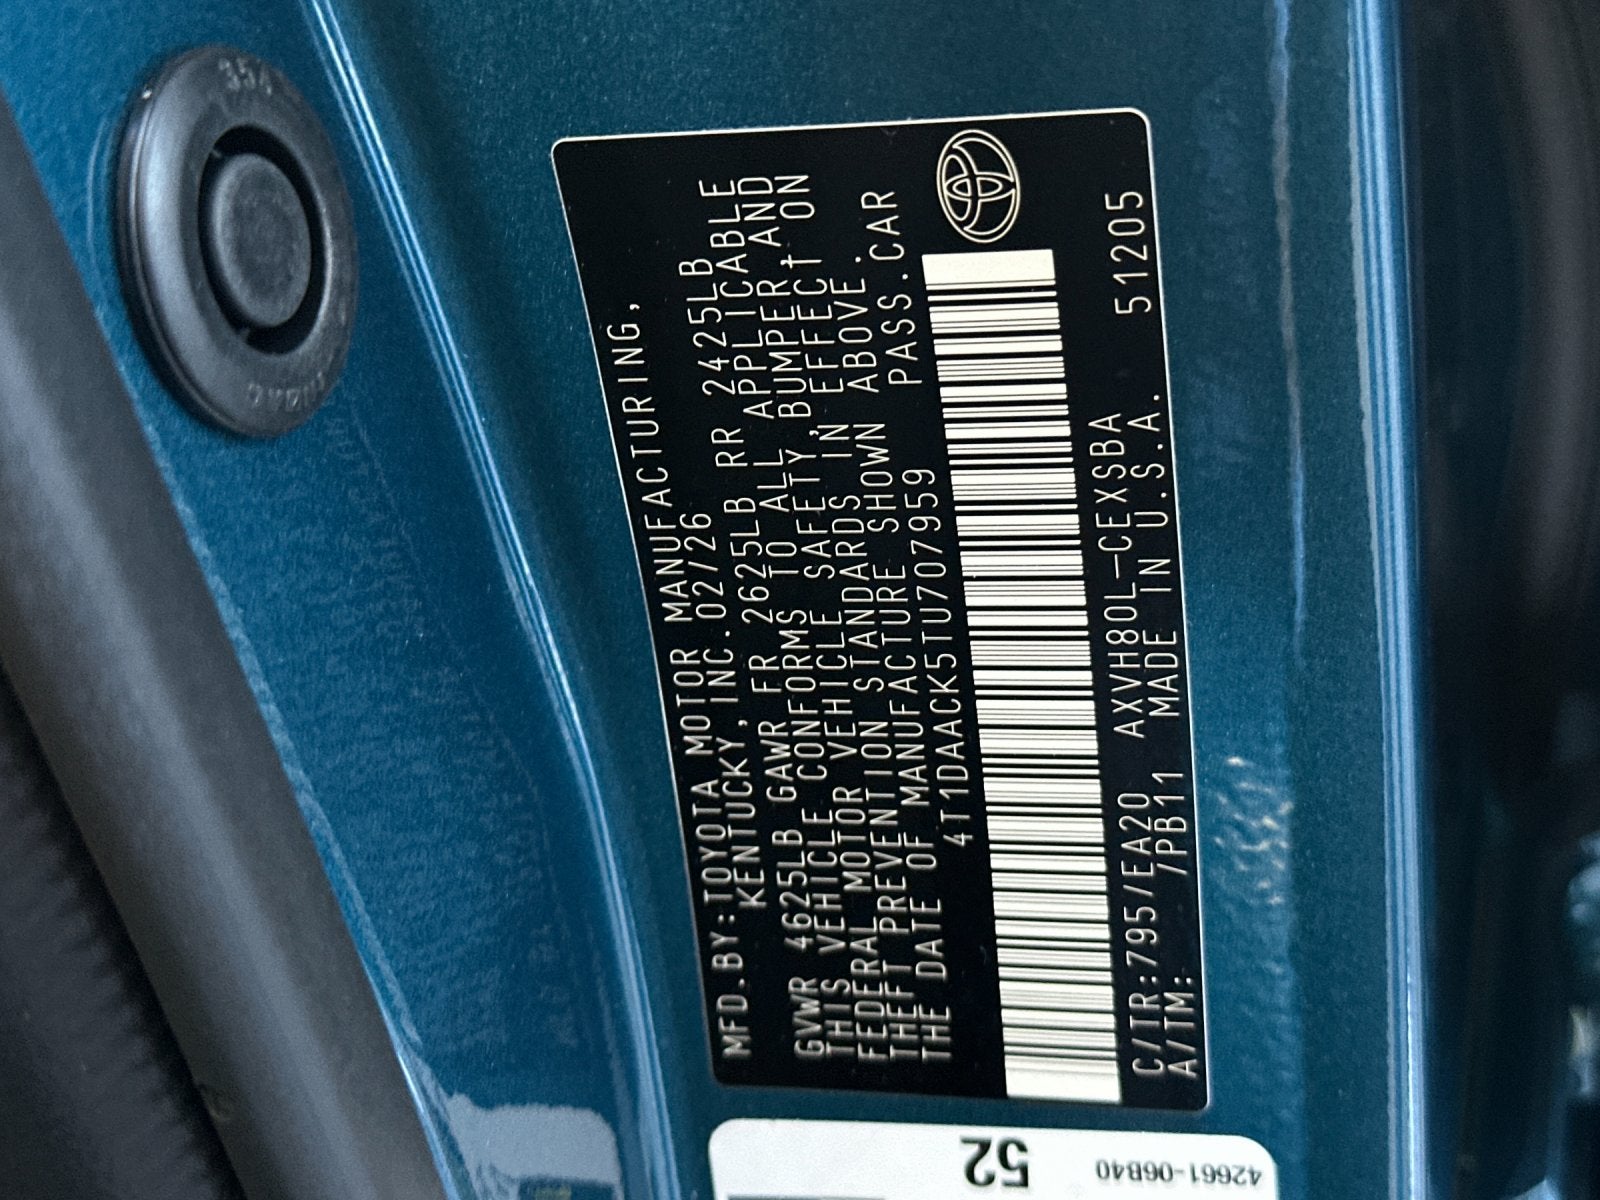 MFD.BY:TOYOTA MOTOR MANUFACTURING,
KENTUCKY,INC.02/26
GVWR 4625LB GAWR FR 2625LB RR 2425LB
THIS VEHICLE CONFORMS TO ALL APPLICABLE
FEDERAL MOTOR VEHICLE SAFETY,BUMPER,AND
THEFT PREVENTION STANDARDS IN EFFECT ON
THE DATE OF MANUFACTURE SHOWN ABOVE.
4T1DAACK5TU707959 PASS.CAR
C/TR:795/EA20 AXVH80L-CEXSBA 51205
A/TM: /PB11 MADE IN U.S.A.
52
42661-06B40
354